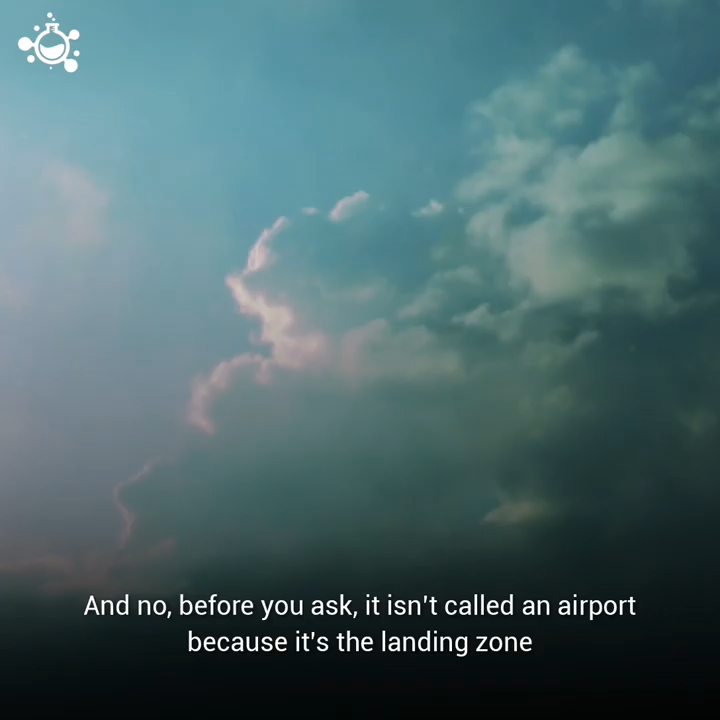 And no, before you ask, it isn't called an airport
because it's the landing zone